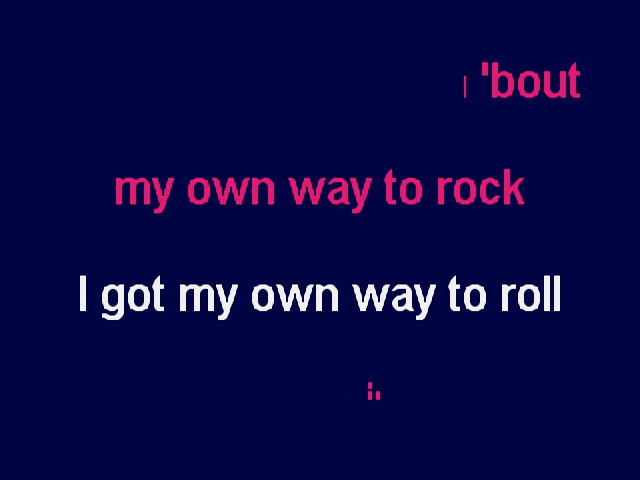 'bout
my own way to rock
I got my own way to roll